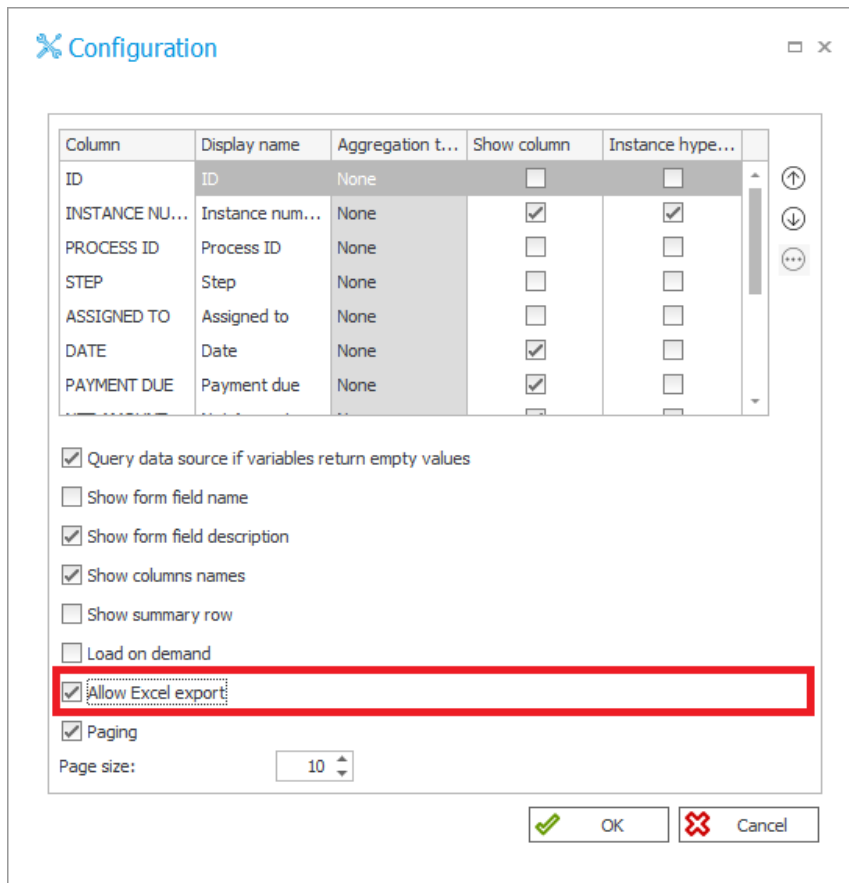 Configuration
Column Display name Aggregation t... Show column Instance hype...
ID ID None
INSTANCE NU... Instance num... None
PROCESS ID Process ID None
STEP Step None
ASSIGNED TO Assigned to None
DATE Date None
PAYMENT DUE Payment due None
Query data source if variables return empty values
Show form field name
Show form field description
Show columns names
Show summary row
Load on demand
Allow Excel export
Paging
Page size: 10
OK Cancel